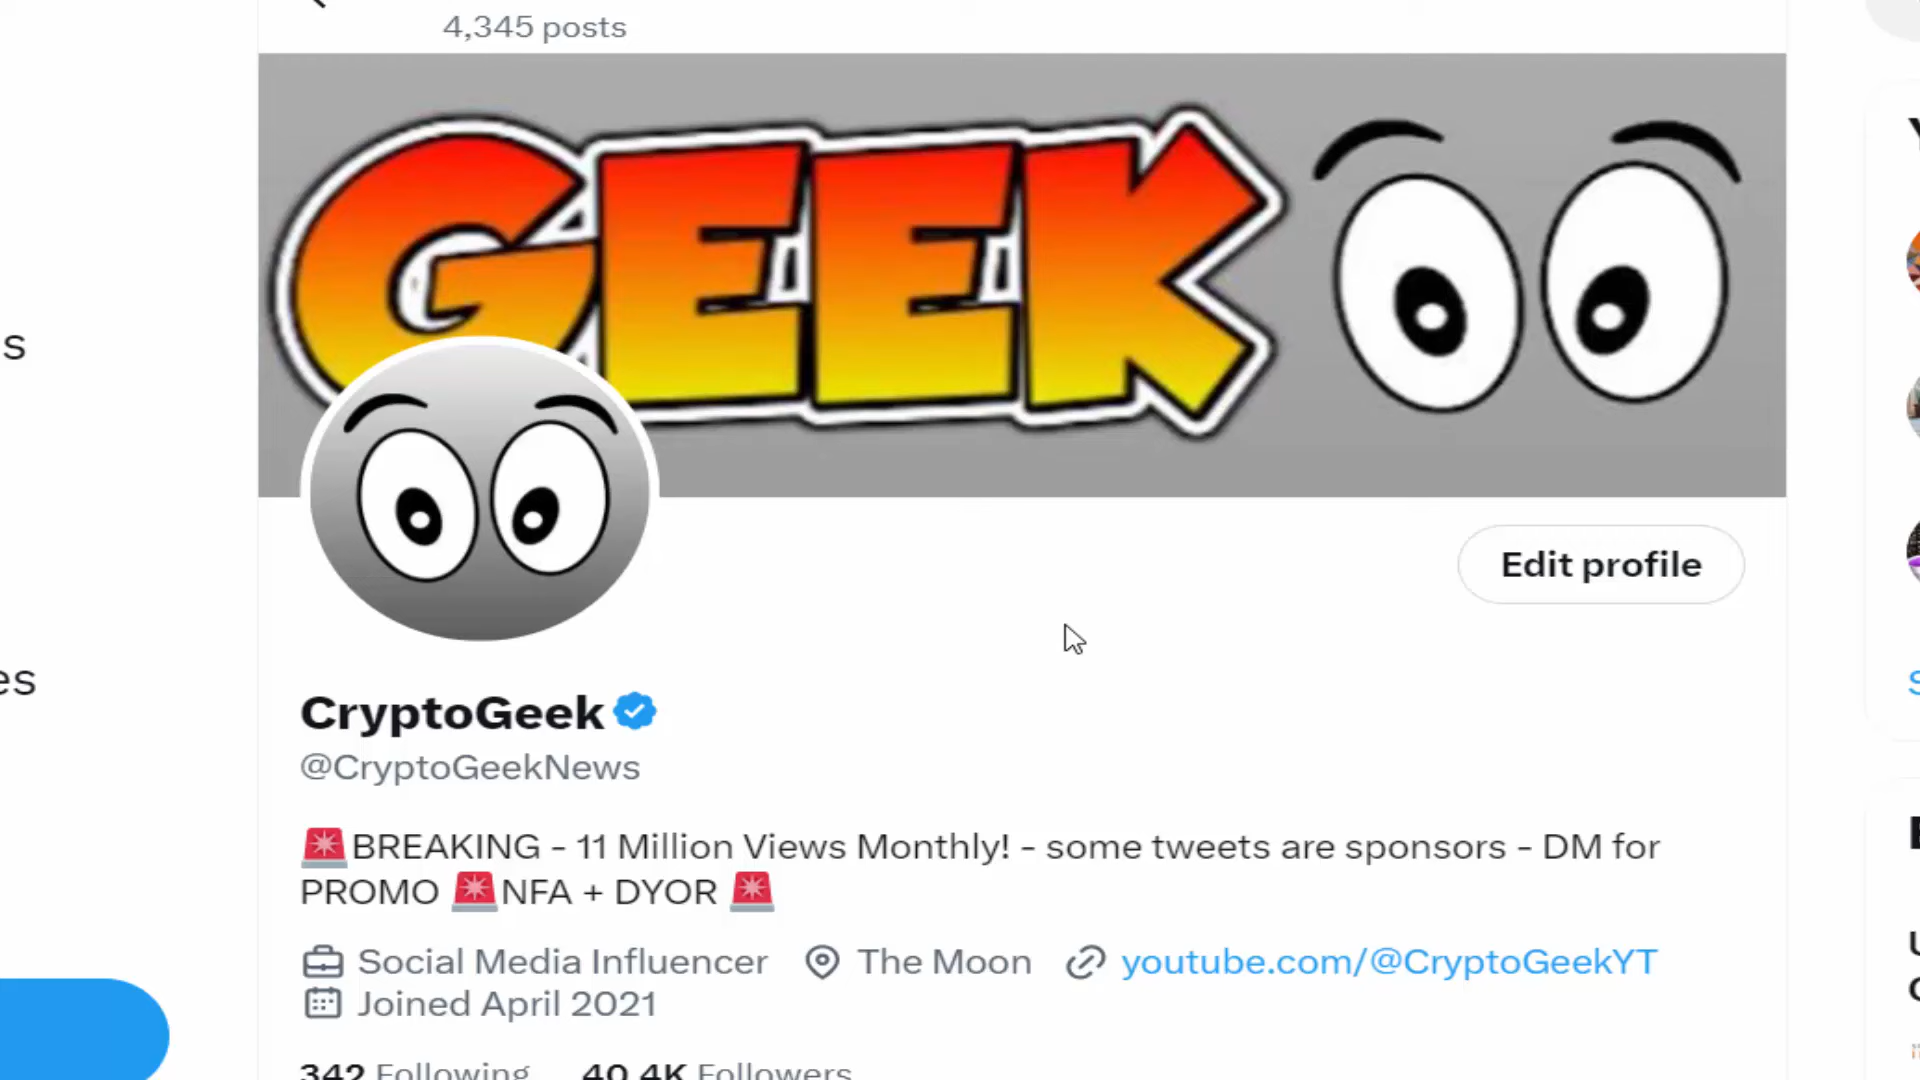 4,345 posts
GEEK
Edit profile
CryptoGeek
@CryptoGeekNews
🚨BREAKING - 11 Million Views Monthly! - some tweets are sponsors - DM for
PROMO 🚨NFA + DYOR 🚨
Social Media Influencer The Moon youtube.com/@CryptoGeekYT
Joined April 2021
342 Following 40.4K Followers
s
es